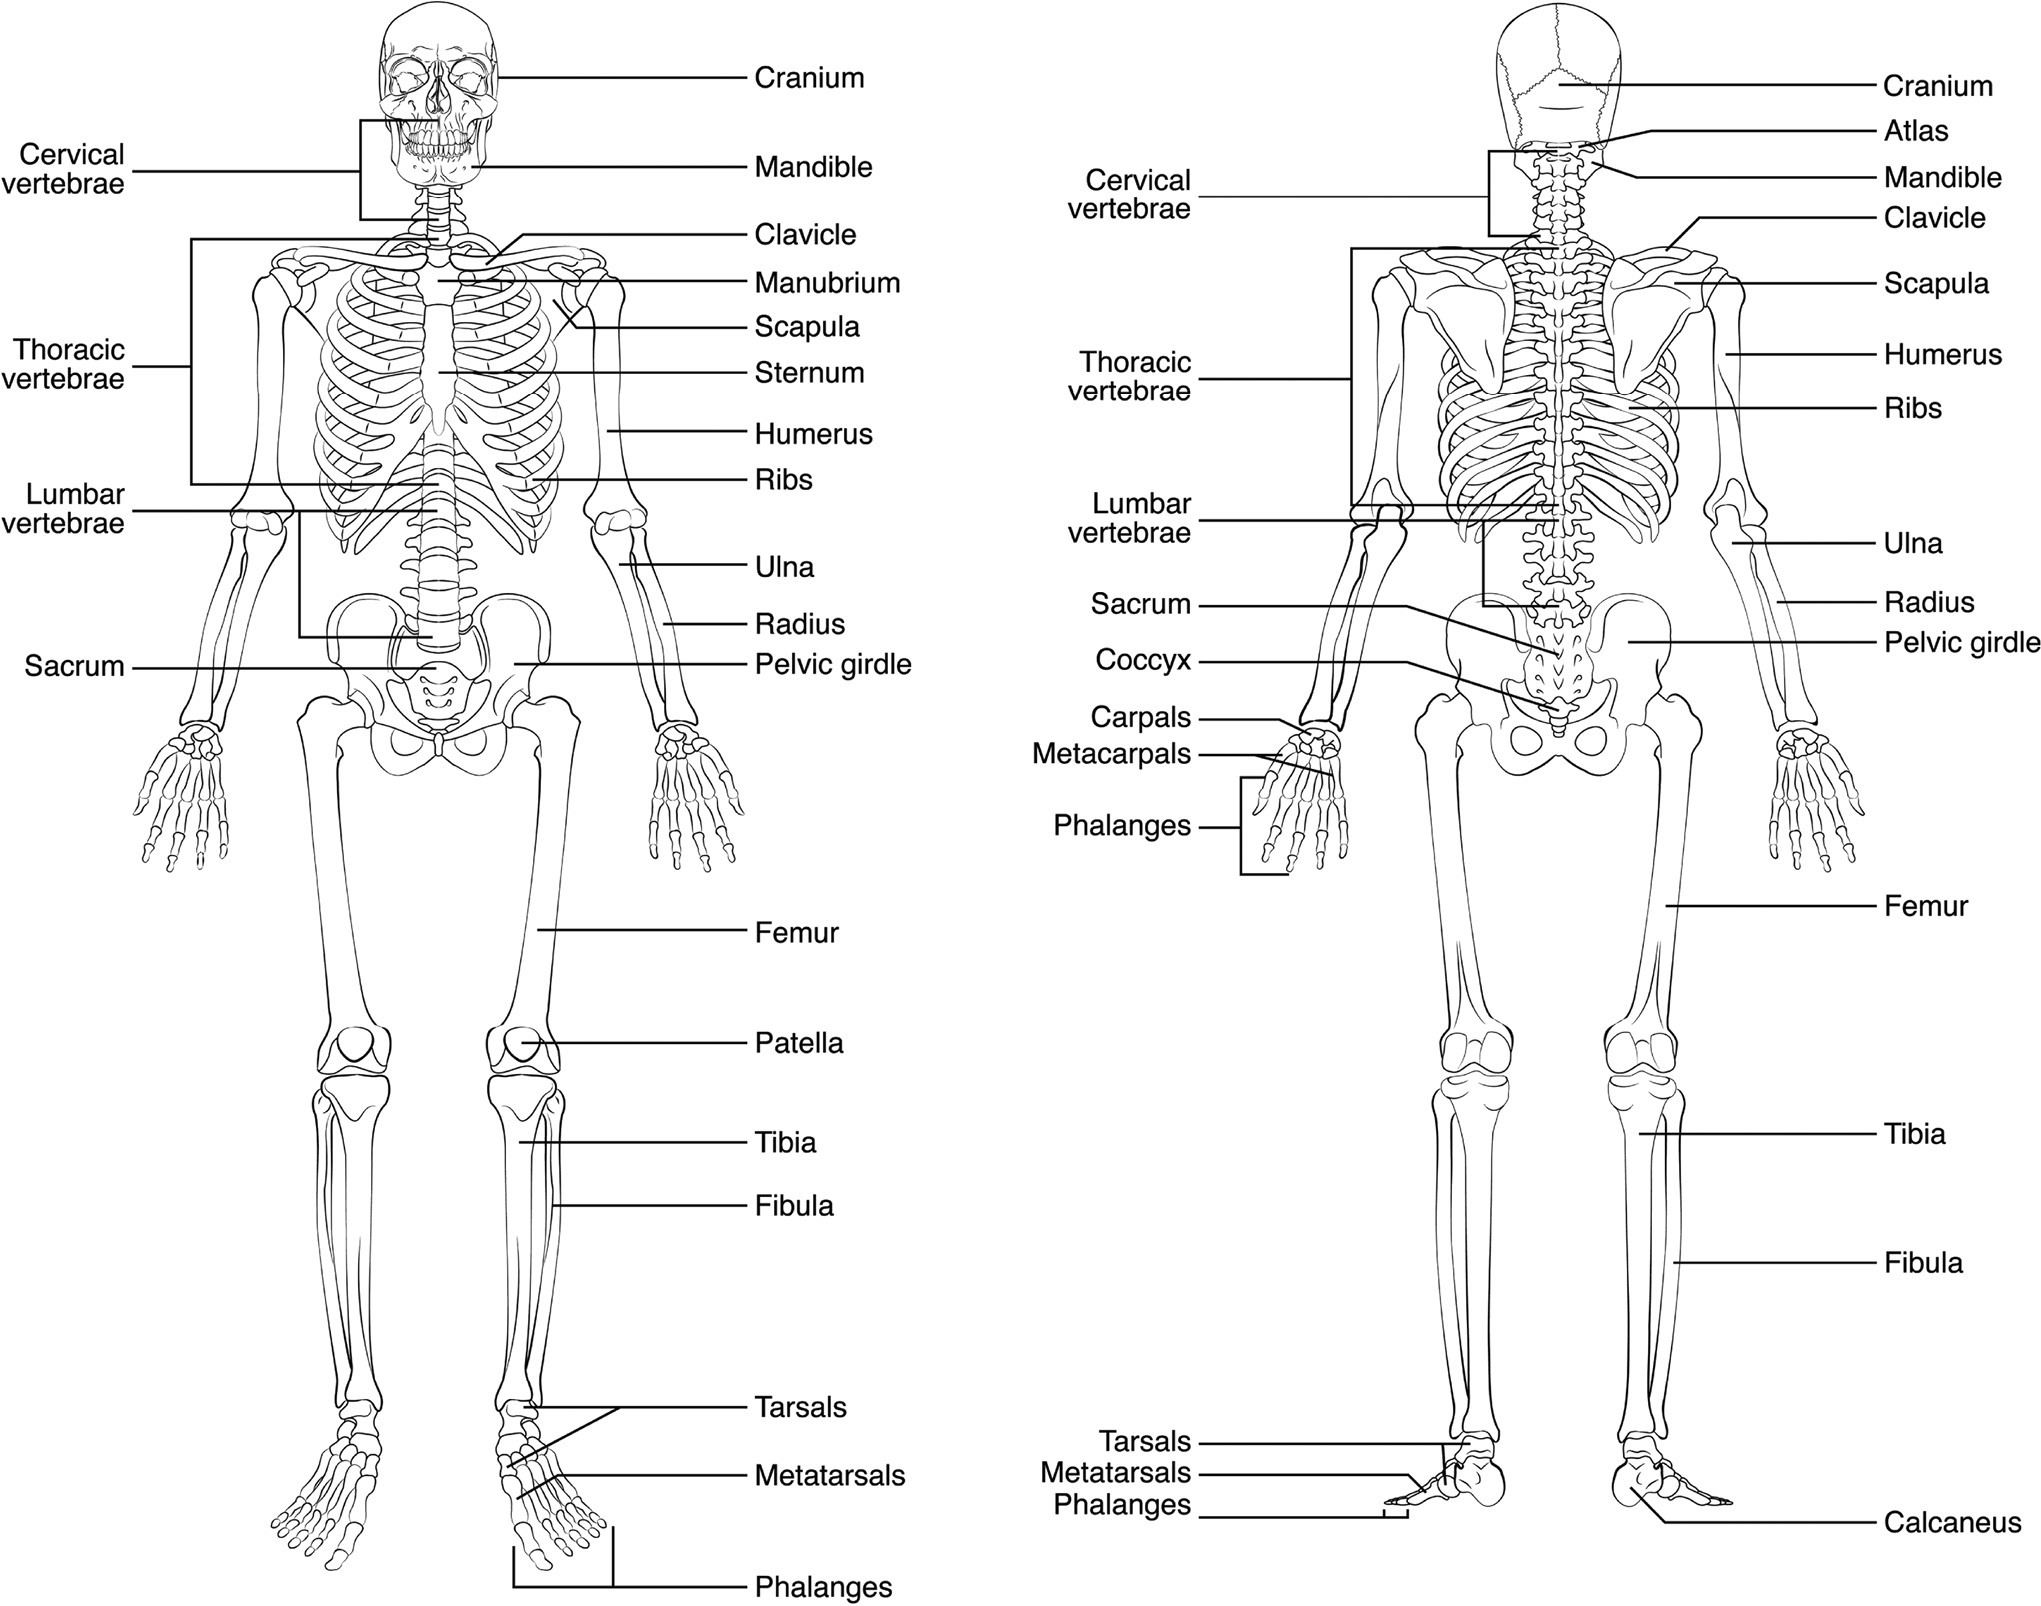 Cranium
Cervical
vertebrae
Mandible
Clavicle
Manubrium
Scapula
Thoracic
vertebrae
Sternum
Humerus
Ribs
Lumbar
vertebrae
Ulna
Radius
Sacrum
Pelvic girdle
Femur
Patella
Tibia
Fibula
Tarsals
Metatarsals
Phalanges
Cranium
Atlas
Cervical
vertebrae
Mandible
Clavicle
Scapula
Thoracic
vertebrae
Humerus
Ribs
Lumbar
vertebrae
Ulna
Sacrum
Radius
Pelvic girdle
Coccyx
Carpals
Metacarpals
Phalanges
Femur
Tibia
Fibula
Tarsals
Metatarsals
Phalanges
Calcaneus